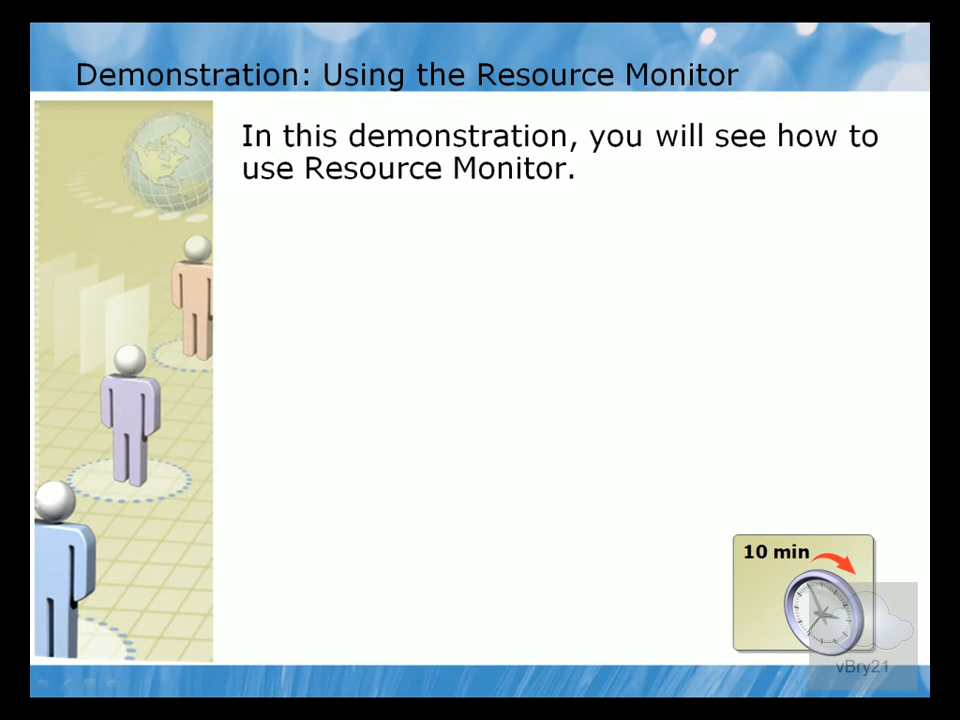 Demonstration: Using the Resource Monitor
In this demonstration, you will see how to
use Resource Monitor.
10 min
vBry21